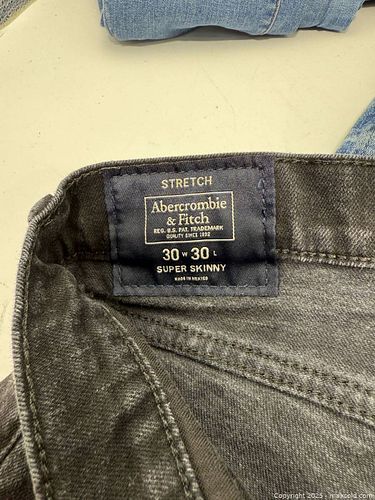 STRETCH
Abercrombie
& Fitch
REG. U.S. PAT. TRADEMARK
QUALITY SINCE 1892
30 W 30 L
SUPER SKINNY
MADE IN MEXICO
Copyright 2025 - maxsold.com